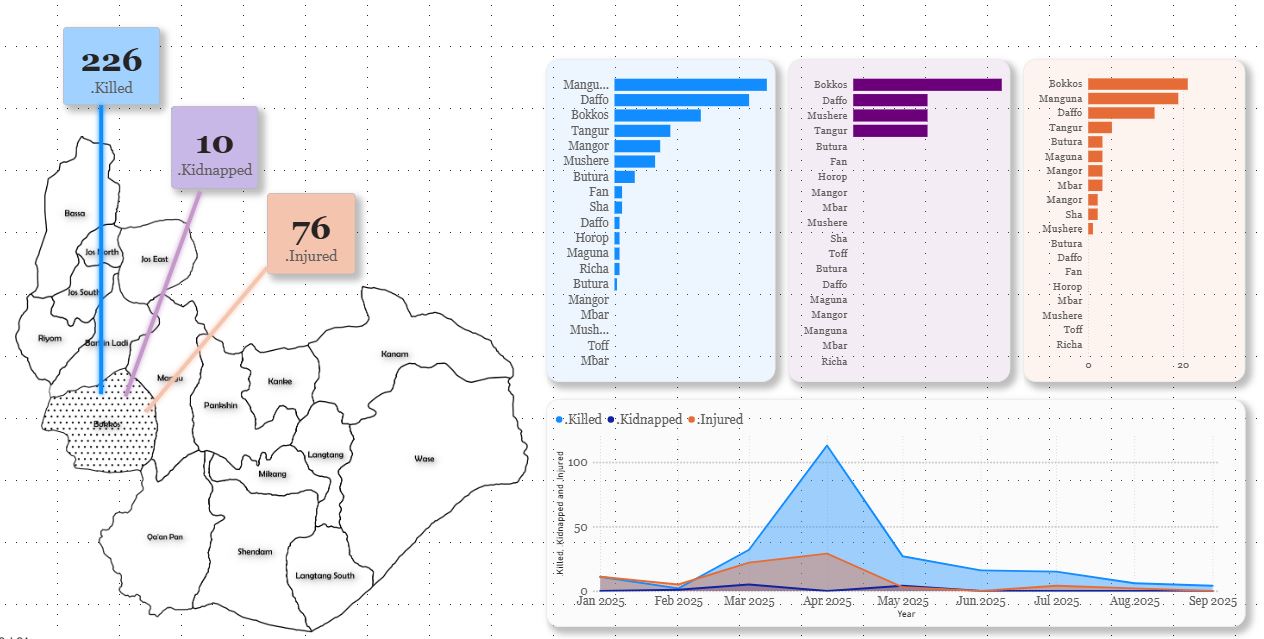 226
.Killed
10
.Kidnapped
76
.Injured
Bassa
Jos North
Jos East
Jos South
Riyom
Barkin Ladi
Mangu
Bokkos
Kanam
Kanke
Pankshin
Langtang
Wase
Mikang
Qa'an Pan
Shendam
Langtang South
Mangu...
Daffo
Bokkos
Tangur
Mangor
Mushere
Butura
Fan
Sha
Daffo
Horop
Maguna
Richa
Butura
Mangor
Mbar
Mush...
Toff
Mbar
Bokkos
Daffo
Mushere
Tangur
Butura
Fan
Horop
Mangor
Mbar
Mushere
Sha
Toff
Butura
Daffo
Maguna
Mangor
Manguna
Mbar
Richa
Bokkos
Manguna
Daffo
Tangur
Butura
Maguna
Mangor
Mbar
Mangor
Sha
Mushere
Butura
Daffo
Fan
Horop
Mbar
Mushere
Toff
Richa
0 20
.Killed .Kidnapped .Injured
.Killed, .Kidnapped and .Injured
100
50
0
Jan 2025 Feb 2025 Mar 2025 Apr 2025 May 2025 Jun 2025 Jul 2025 Aug 2025 Sep 2025
Year